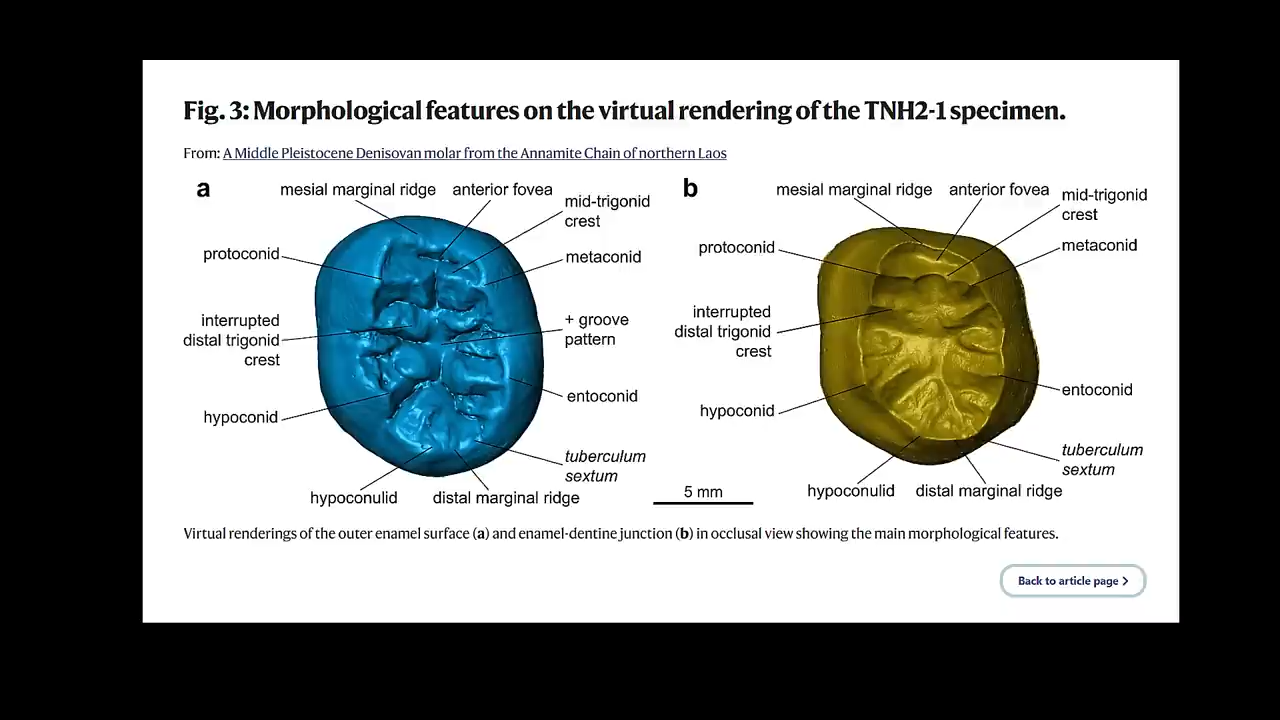 Fig. 3: Morphological features on the virtual rendering of the TNH2-1 specimen.
From: A Middle Pleistocene Denisovan molar from the Annamite Chain of northern Laos
a
mesial marginal ridge
anterior fovea
mid-trigonid
crest
protoconid
metaconid
interrupted
distal trigonid
crest
+ groove
pattern
hypoconid
entoconid
tuberculum
sextum
hypoconulid
distal marginal ridge
5 mm
b
mesial marginal ridge
anterior fovea
mid-trigonid
crest
protoconid
metaconid
interrupted
distal trigonid
crest
hypoconid
entoconid
tuberculum
sextum
hypoconulid
distal marginal ridge
Virtual renderings of the outer enamel surface (a) and enamel-dentine junction (b) in occlusal view showing the main morphological features.
Back to article page >